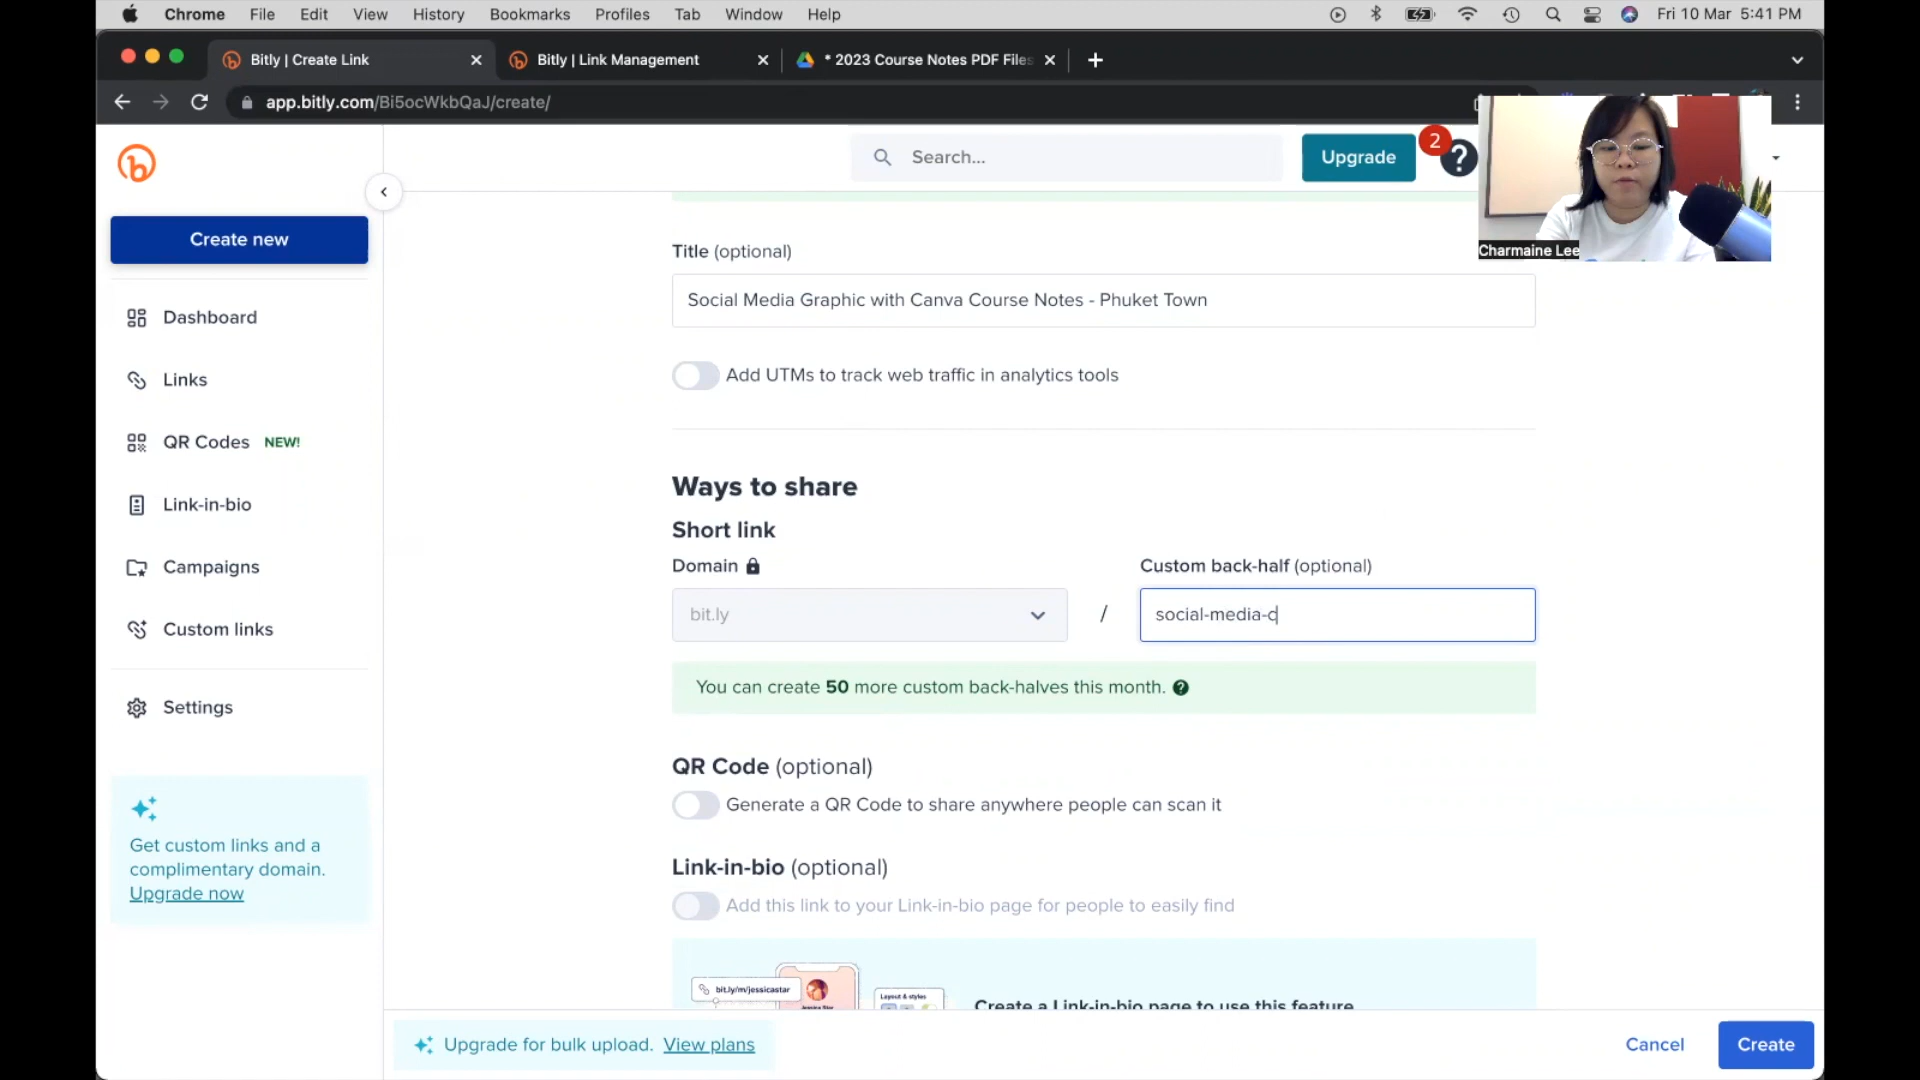 Chrome File Edit View History Bookmarks Profiles Tab Window Help Fri 10 Mar 5:41 PM
Bitly | Create Link
Bitly | Link Management
* 2023 Course Notes PDF Files
app.bitly.com/Bi5ocWkbQaJ/create/
Search...
Upgrade
2
?
Charmaine Lee
Create new
Dashboard
Links
QR Codes NEW!
Link-in-bio
Campaigns
Custom links
Settings
Get custom links and a
complimentary domain.
Upgrade now
Title (optional)
Social Media Graphic with Canva Course Notes - Phuket Town
Add UTMs to track web traffic in analytics tools
Ways to share
Short link
Domain
Custom back-half (optional)
bit.ly
/
social-media-c
You can create 50 more custom back-halves this month.
QR Code (optional)
Generate a QR Code to share anywhere people can scan it
Link-in-bio (optional)
Add this link to your Link-in-bio page for people to easily find
bit.ly/m/jessicastar
Layout & styles
Create a Link-in-bio page to use this feature
Upgrade for bulk upload. View plans
Cancel
Create